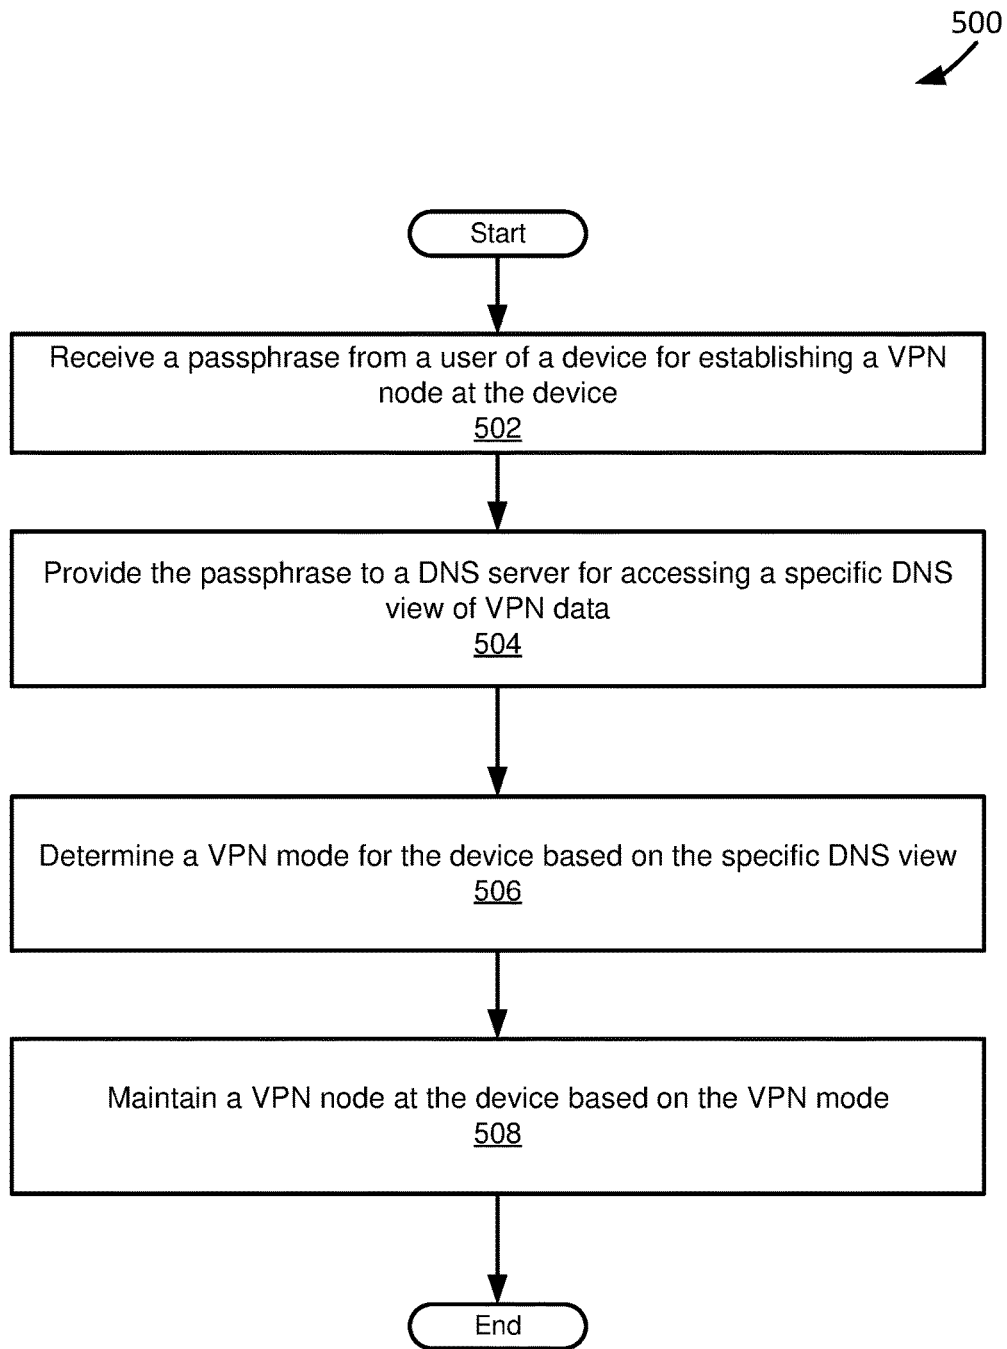 500
Start
Receive a passphrase from a user of a device for establishing a VPN
node at the device
502
Provide the passphrase to a DNS server for accessing a specific DNS
view of VPN data
504
Determine a VPN mode for the device based on the specific DNS view
506
Maintain a VPN node at the device based on the VPN mode
508
End